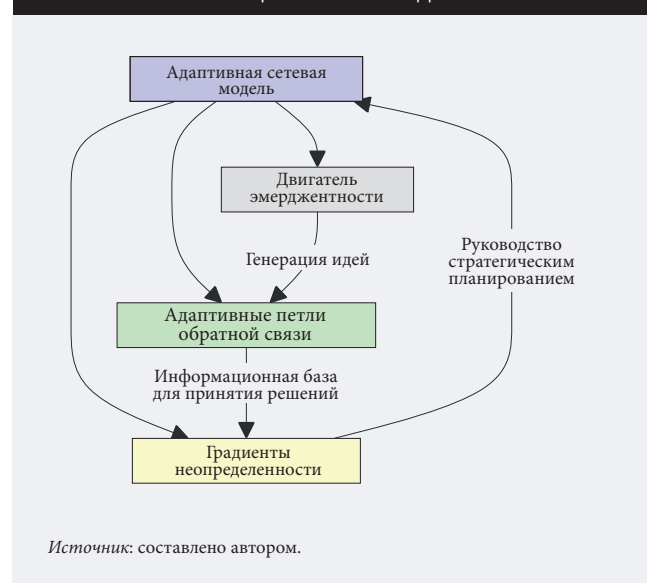 Адаптивная сетевая
модель
Двигатель
эмерджентности
Генерация идей
Руководство
стратегическим
планированием
Адаптивные петли
обратной связи
Информационная база
для принятия решений
Градиенты
неопределенности
Источник: составлено автором.